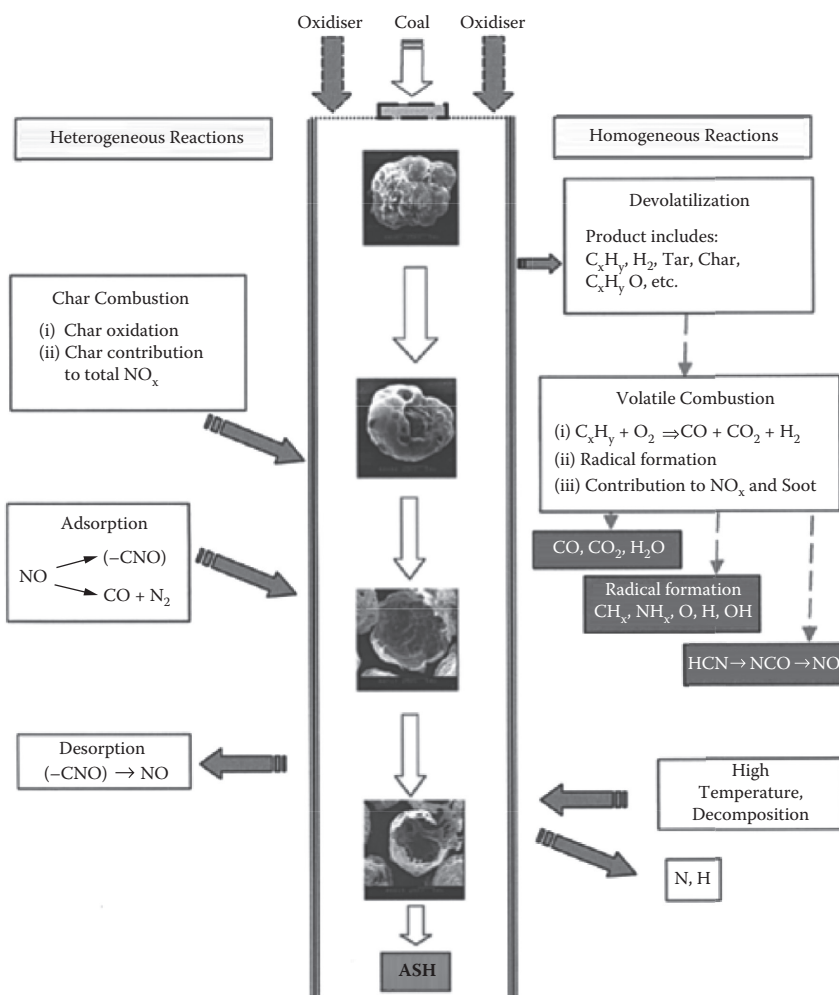 Oxidiser
Coal
Oxidiser
Heterogeneous Reactions
Homogeneous Reactions
Devolatilization
Product includes:
CₓHᵧ, H₂, Tar, Char,
CₓHᵧ O, etc.
Char Combustion
(i) Char oxidation
(ii) Char contribution
to total NOₓ
Volatile Combustion
(i) CₓHᵧ + O₂ ⇒CO + CO₂ + H₂
(ii) Radical formation
(iii) Contribution to NOₓ and Soot
CO, CO₂, H₂O
Radical formation
CHₓ, NHₓ, O, H, OH
HCN→NCO→NO
Adsorption
NO
(–CNO)
CO + N₂
Desorption
(–CNO) → NO
High
Temperature,
Decomposition
N, H
ASH